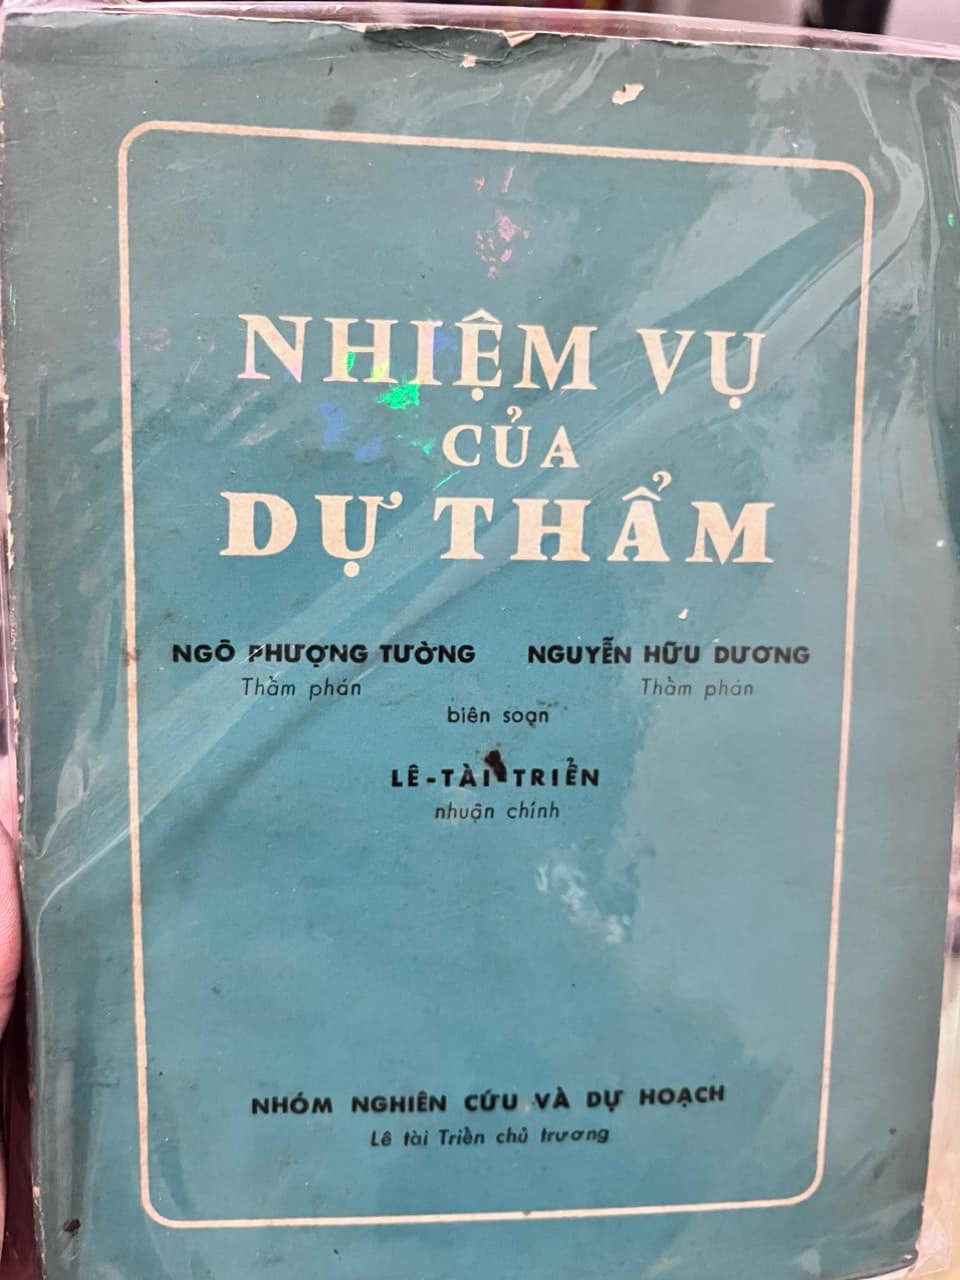 NHIỆM VỤ
CỦA
DỰ THẨM
NGÔ PHƯỢNG TƯỜNG
Thẩm phán
NGUYỄN HỮU DƯƠNG
Thẩm phán
biên soạn
LÊ-TÀI TRIỂN
nhuận chính
NHÓM NGHIÊN CỨU VÀ DỰ HOẠCH
Lê tài Triển chủ trương